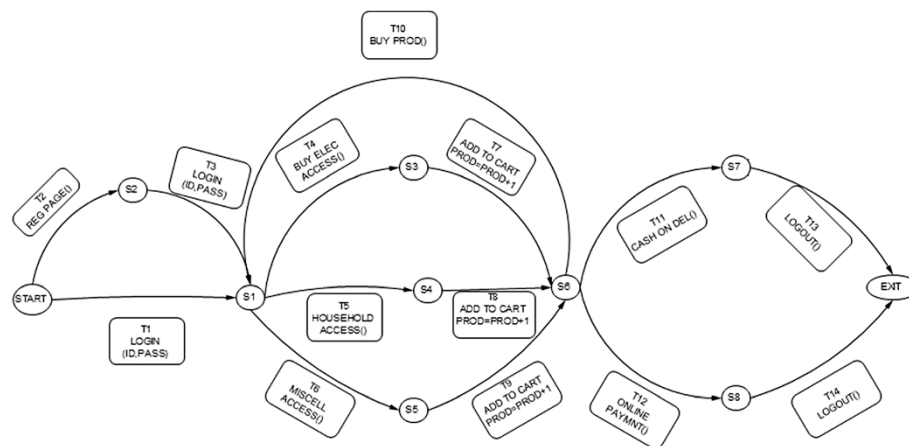 T10
BUY PROD()
T4
BUY ELEC
ACCESS()
T7
ADD TO CART
PROD=PROD+1
T3
LOGIN
(ID,PASS)
T2
REG PAGE()
S2
S3
S7
T11
CASH ON DEL()
T13
LOGOUT()
START
S1
S4
S6
EXIT
T1
LOGIN
(ID,PASS)
T5
HOUSEHOLD
ACCESS()
T8
ADD TO CART
PROD=PROD+1
T6
MISCELL
ACCESS()
S5
T9
ADD TO CART
PROD=PROD+1
T12
ONLINE
PAYMNT()
S8
T14
LOGOUT()